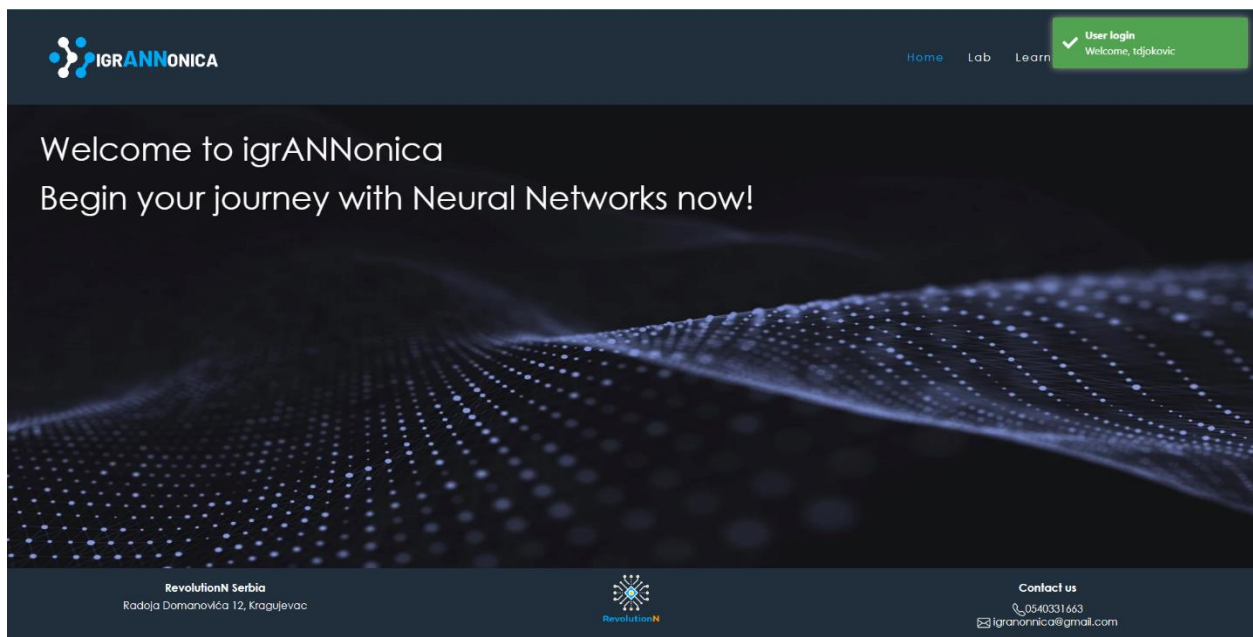 IGRANNONICA
Home Lab Learn
User login
Welcome, tdjokovic
Welcome to igrANNonica
Begin your journey with Neural Networks now!
RevolutionN Serbia
Radoja Domanovića 12, Kragujevac
RevolutionN
Contact us
0540331663
igranonnica@gmail.com